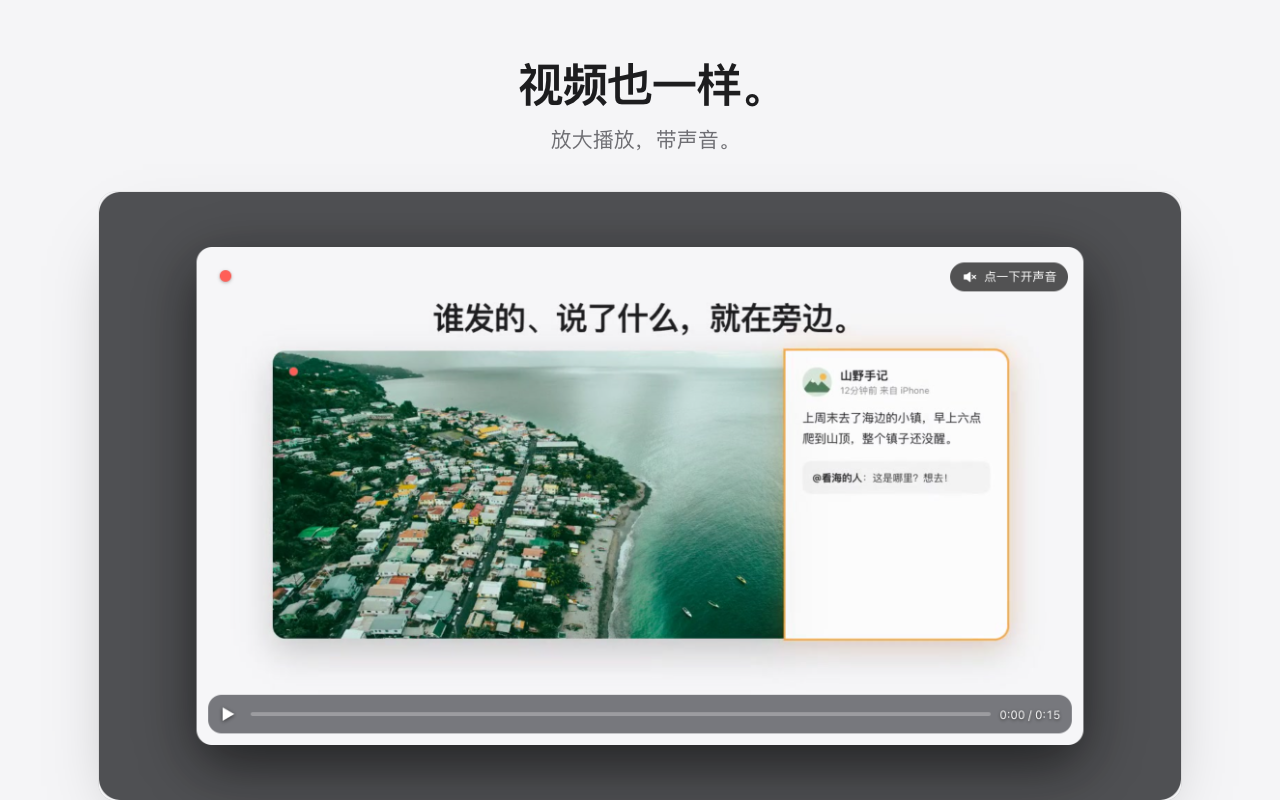 视频也一样。
放大播放，带声音。
点一下开声音
谁发的、说了什么，就在旁边。
山野手记
12分钟前 来自 iPhone
上周末去了海边的小镇，早上六点
爬到山顶，整个镇子还没醒。
@看海的人：这是哪里？想去！
0:00 / 0:15